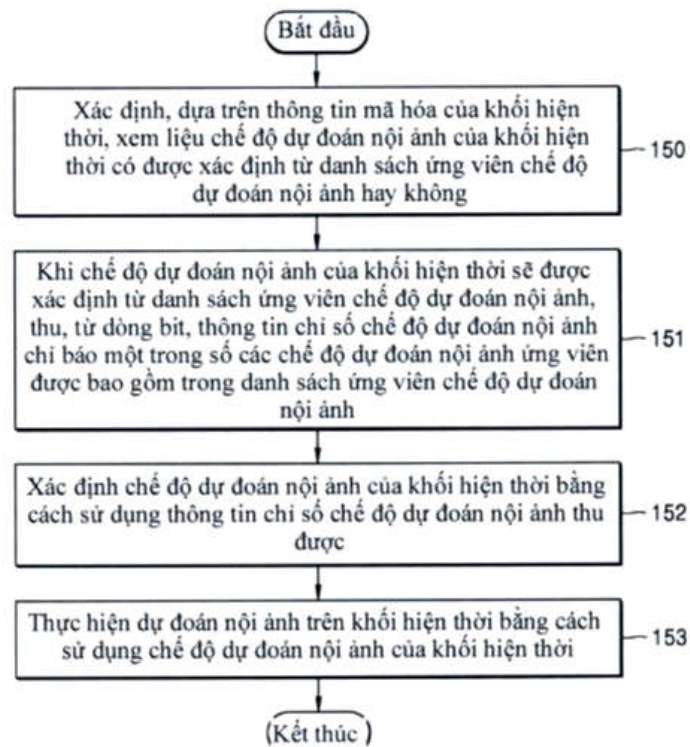 Bắt đầu
Xác định, dựa trên thông tin mã hóa của khối hiện
thời, xem liệu chế độ dự đoán nội ảnh của khối hiện
thời có được xác định từ danh sách ứng viên chế độ
dự đoán nội ảnh hay không
150
Khi chế độ dự đoán nội ảnh của khối hiện thời sẽ được
xác định từ danh sách ứng viên chế độ dự đoán nội ảnh,
thu, từ dòng bit, thông tin chỉ số chế độ dự đoán nội ảnh
chỉ báo một trong số các chế độ dự đoán nội ảnh ứng viên
được bao gồm trong danh sách ứng viên chế độ dự đoán
nội ảnh
151
Xác định chế độ dự đoán nội ảnh của khối hiện thời bằng
cách sử dụng thông tin chỉ số chế độ dự đoán nội ảnh thu
được
152
Thực hiện dự đoán nội ảnh trên khối hiện thời bằng cách
sử dụng chế độ dự đoán nội ảnh của khối hiện thời
153
(Kết thúc)